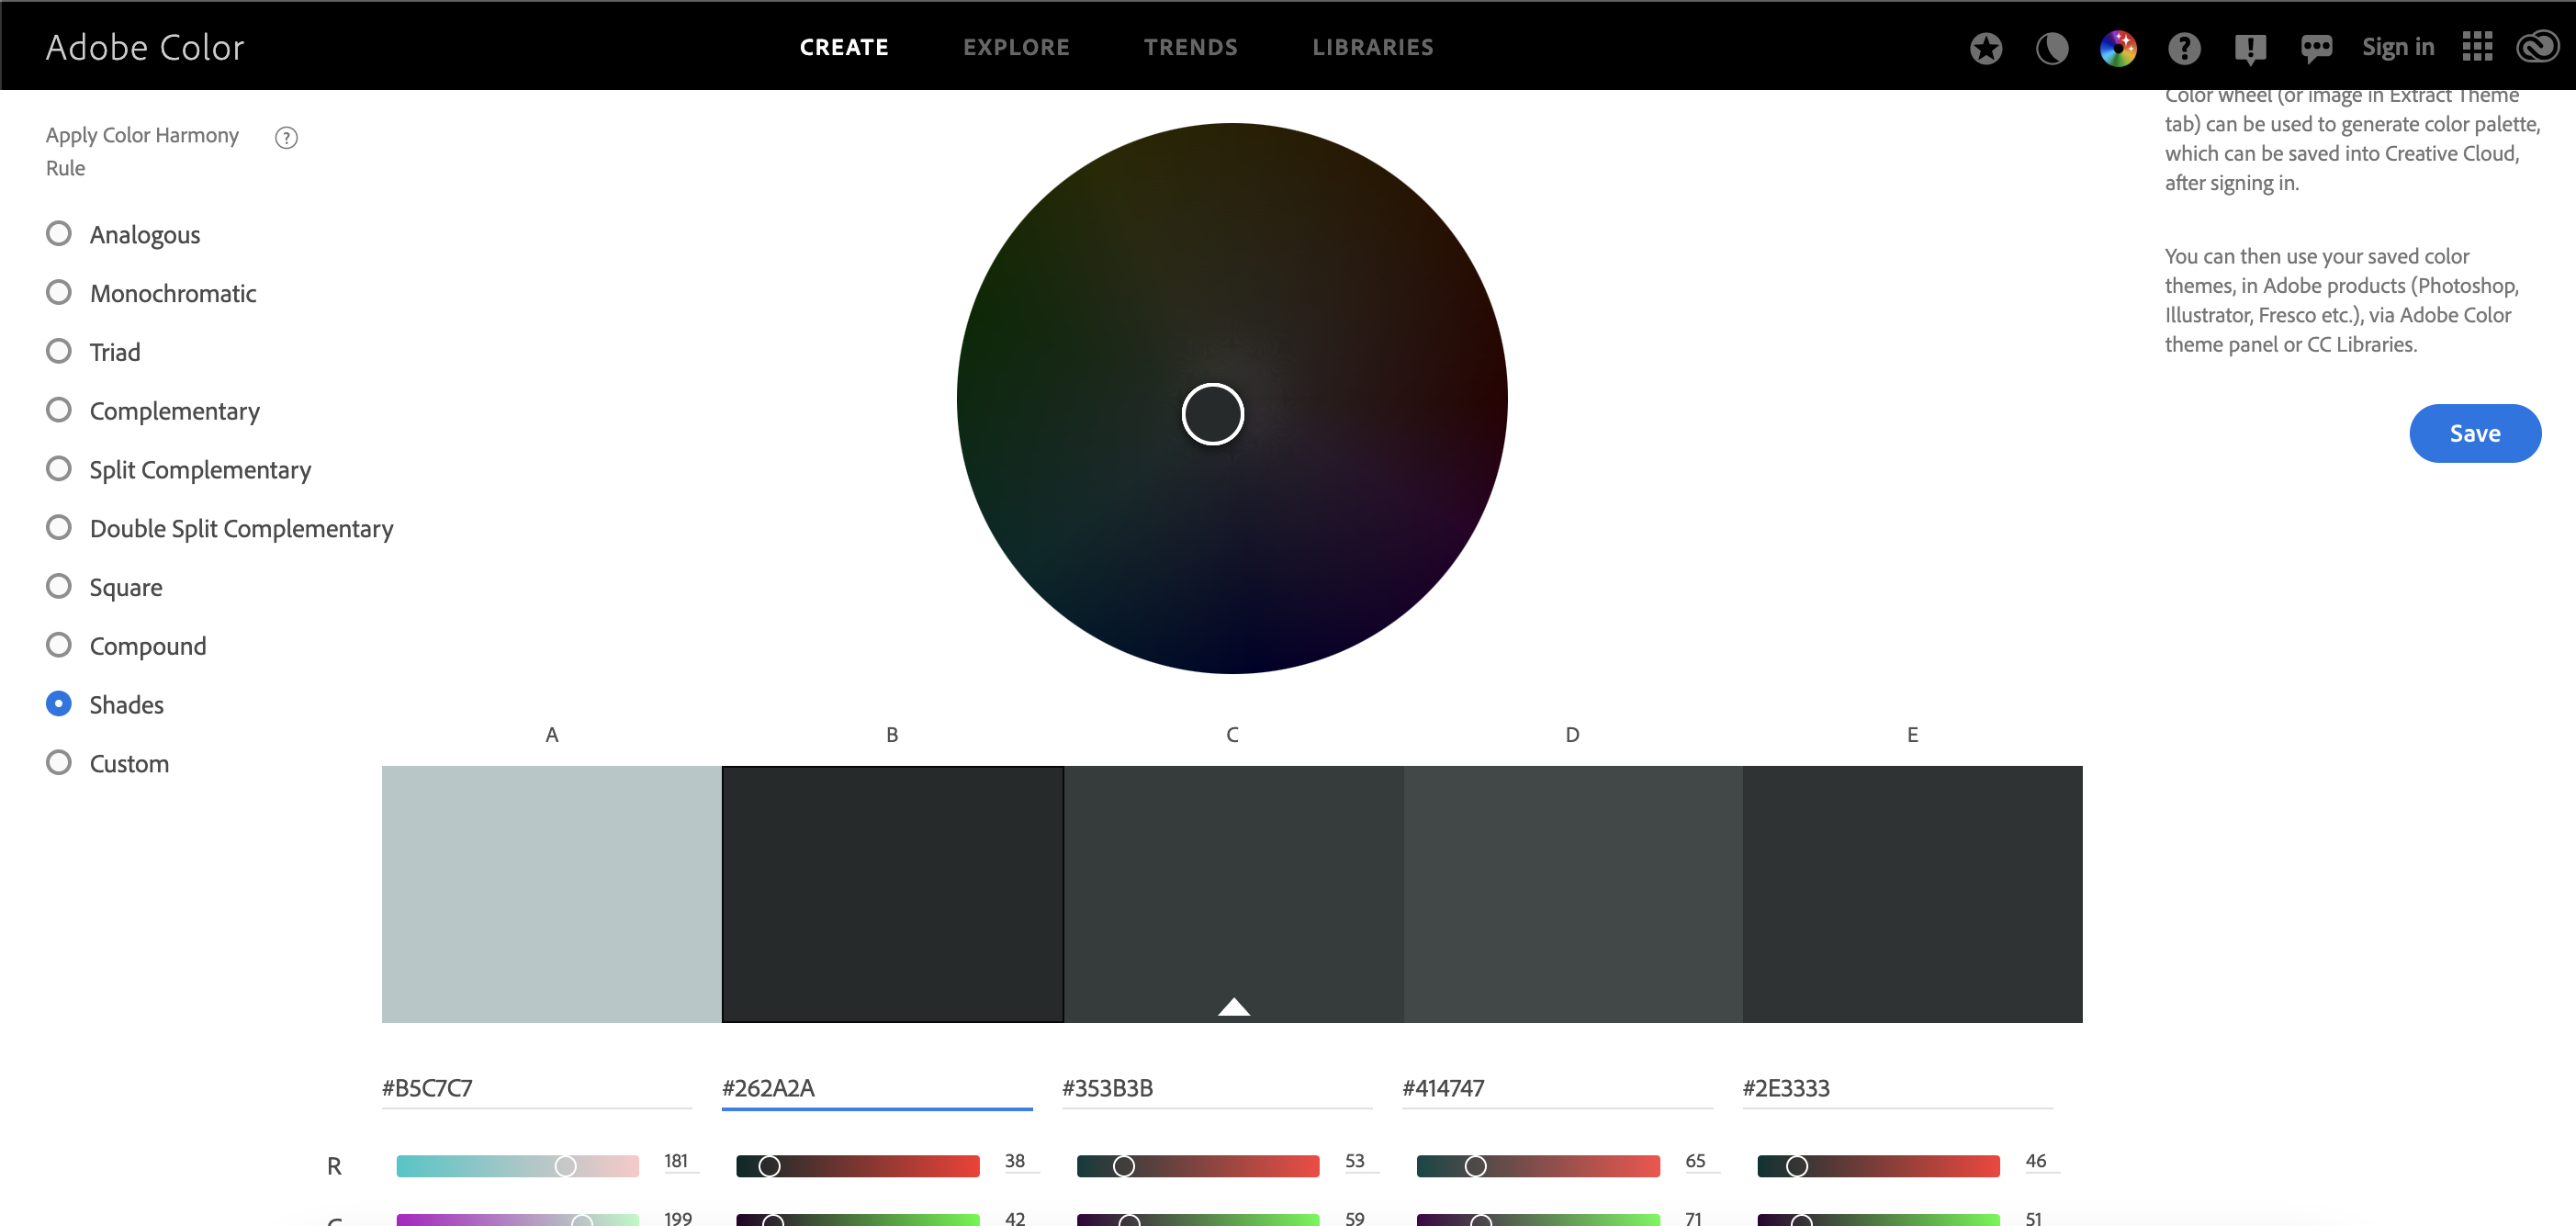 Adobe Color
CREATE
EXPLORE
TRENDS
LIBRARIES
Sign in
Apply Color Harmony
Rule
Analogous
Monochromatic
Triad
Complementary
Split Complementary
Double Split Complementary
Square
Compound
Shades
Custom
Color wheel (or image in Extract Theme
tab) can be used to generate color palette,
which can be saved into Creative Cloud,
after signing in.
You can then use your saved color
themes, in Adobe products (Photoshop,
Illustrator, Fresco etc.), via Adobe Color
theme panel or CC Libraries.
Save
A B C D E
#B5C7C7 #262A2A #353B3B #414747 #2E3333
R 181 38 53 65 46
G 199 42 59 71 51